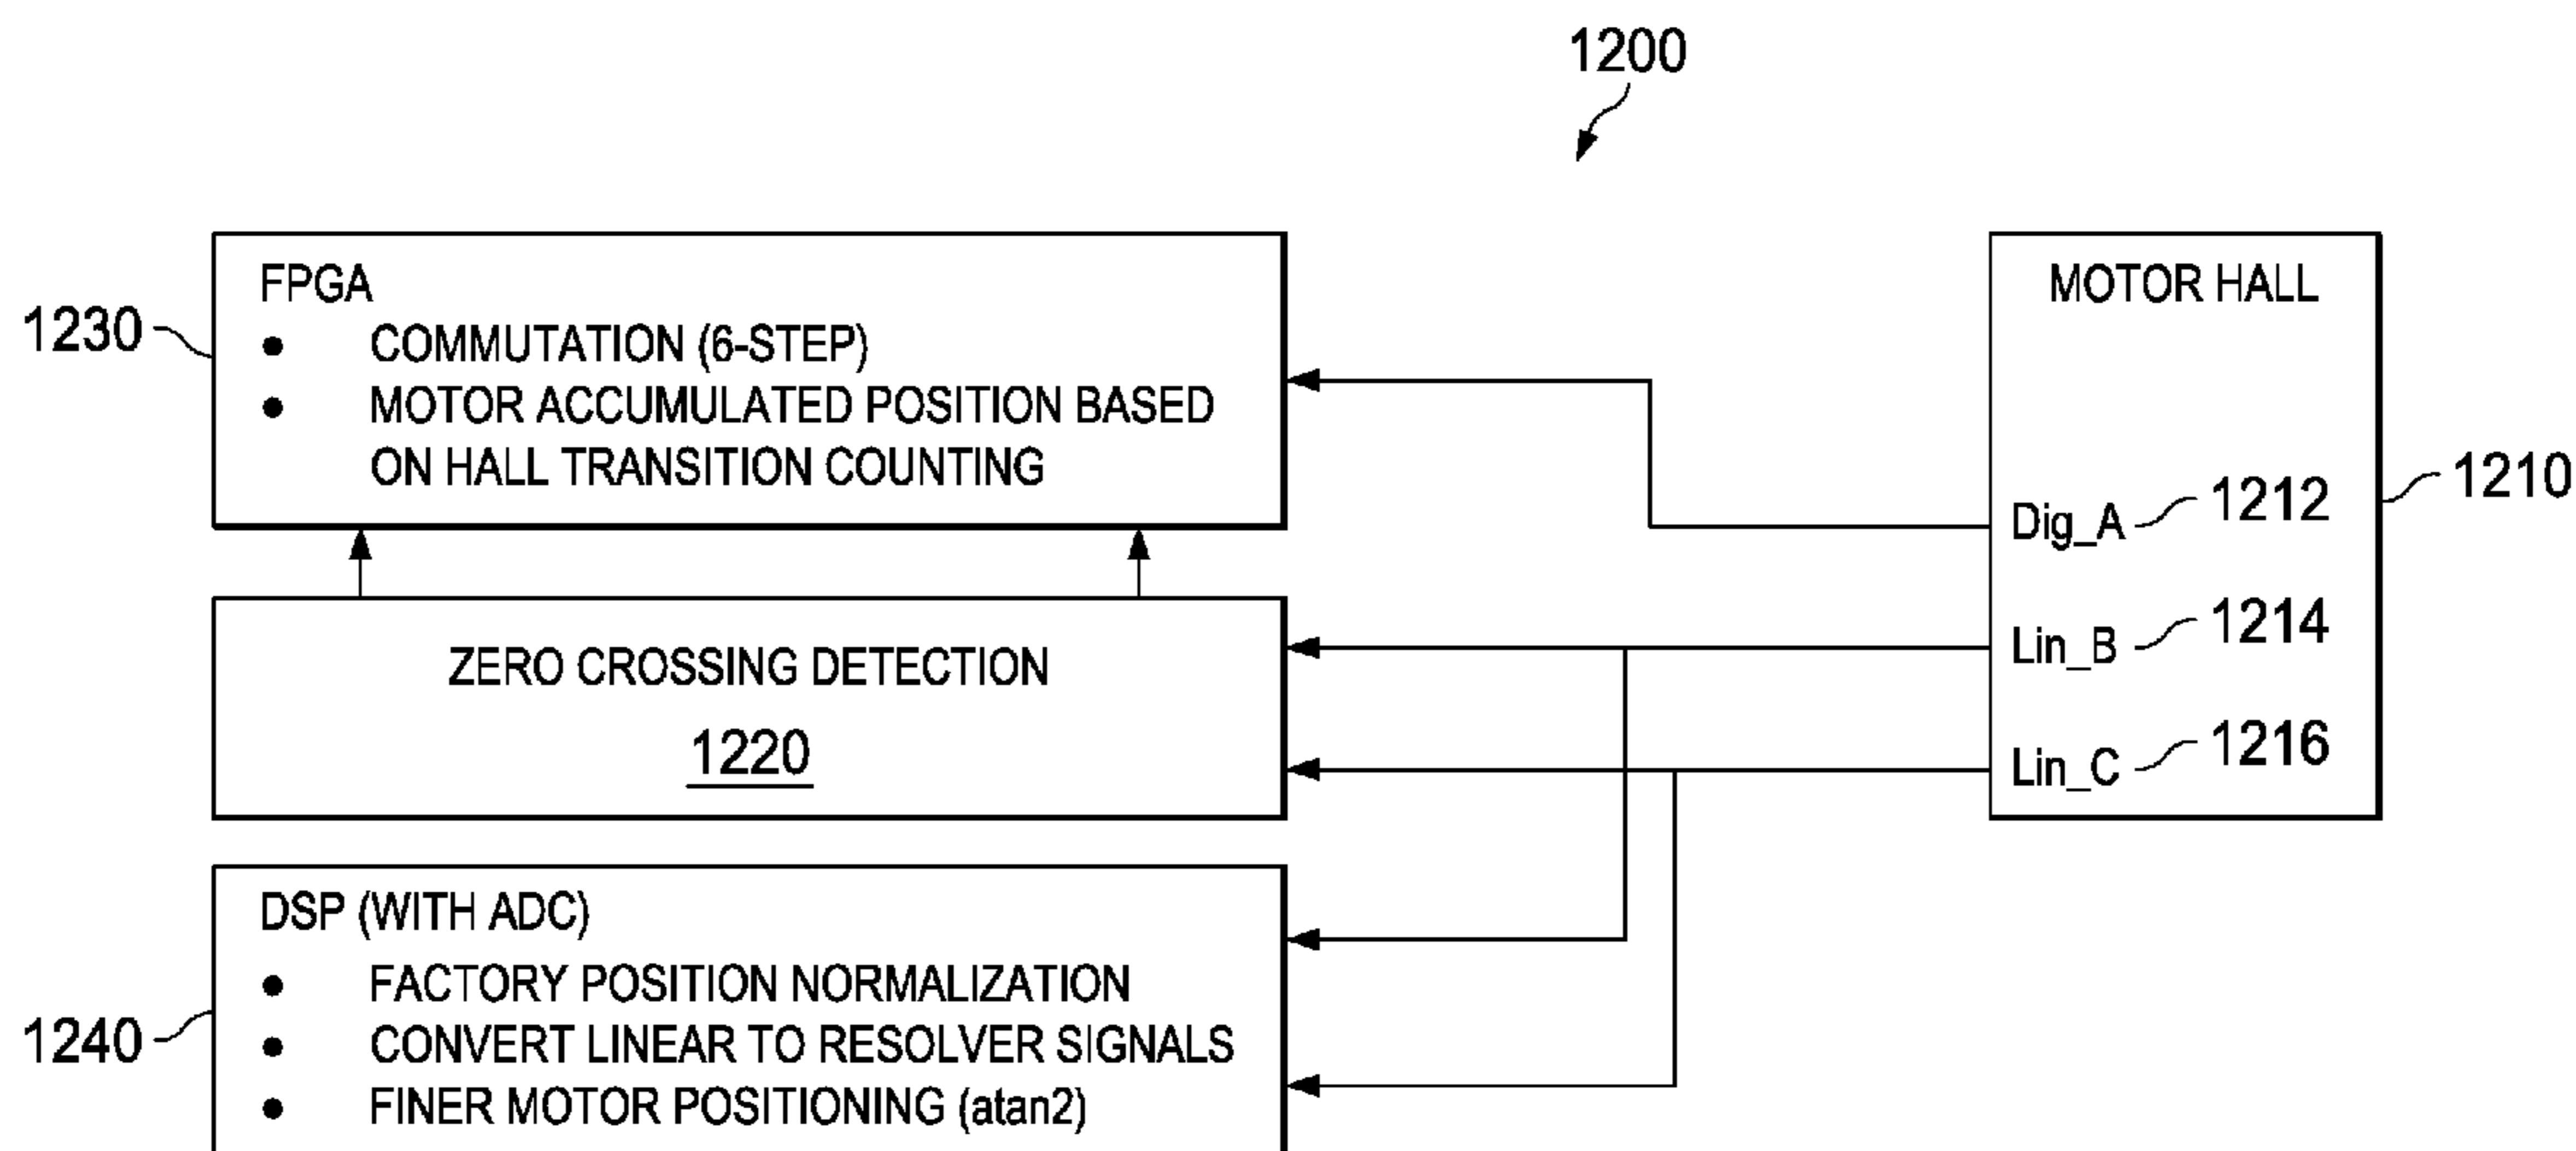 1200
FPGA
• COMMUTATION (6-STEP)
• MOTOR ACCUMULATED POSITION BASED
ON HALL TRANSITION COUNTING
1230
MOTOR HALL
Dig_A 1212
Lin_B 1214
Lin_C 1216
1210
ZERO CROSSING DETECTION
1220
DSP (WITH ADC)
• FACTORY POSITION NORMALIZATION
• CONVERT LINEAR TO RESOLVER SIGNALS
• FINER MOTOR POSITIONING (atan2)
1240